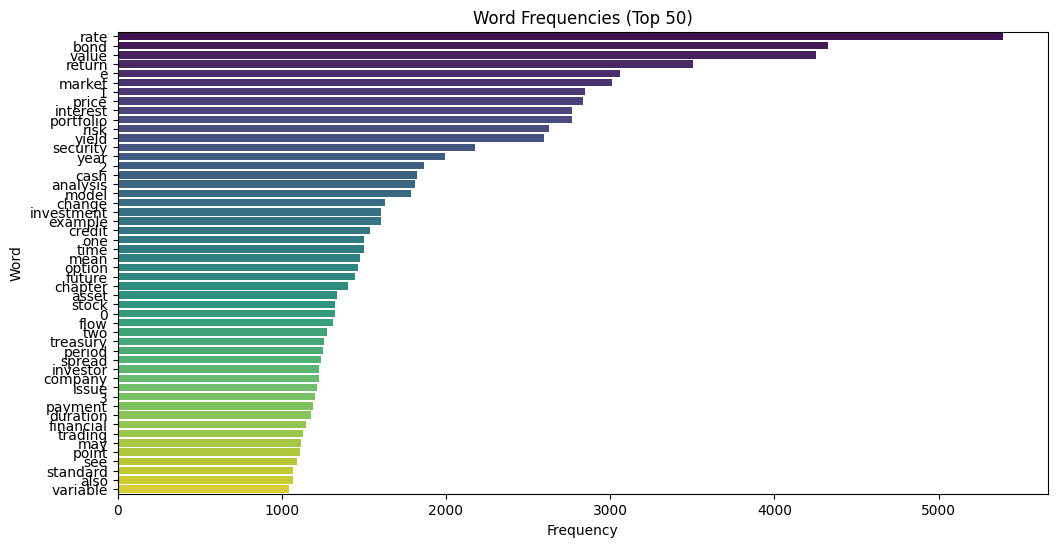 Word Frequencies (Top 50)
rate
bond
value
return
e
market
1
price
interest
portfolio
risk
yield
security
year
2
cash
analysis
model
change
investment
example
credit
one
time
mean
option
future
chapter
asset
stock
0
flow
two
treasury
period
spread
investor
company
issue
3
payment
duration
financial
trading
may
point
see
standard
also
variable
Word
0 1000 2000 3000 4000 5000
Frequency